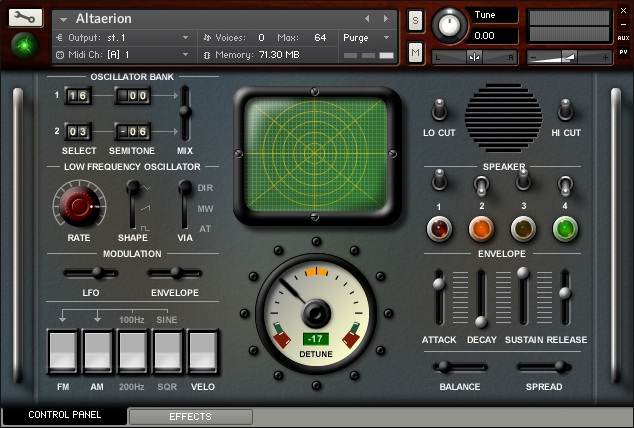 Altaerion
Output: st. 1 Voices: 0 Max: 64 Purge
Midi Ch: [A] 1 Memory: 71.30 MB
S
M
Tune
0.00
L R
AUX
PV
OSCILLATOR BANK
1 16 00
2 03 -06
SELECT SEMITONE MIX
LOW FREQUENCY OSCILLATOR
DIR
MW
AT
RATE SHAPE VIA
MODULATION
LFO ENVELOPE
100Hz SINE
FM AM 200Hz SQR VELO
-17
DETUNE
LO CUT HI CUT
SPEAKER
1 2 3 4
ENVELOPE
ATTACK DECAY SUSTAIN RELEASE
BALANCE SPREAD
CONTROL PANEL EFFECTS